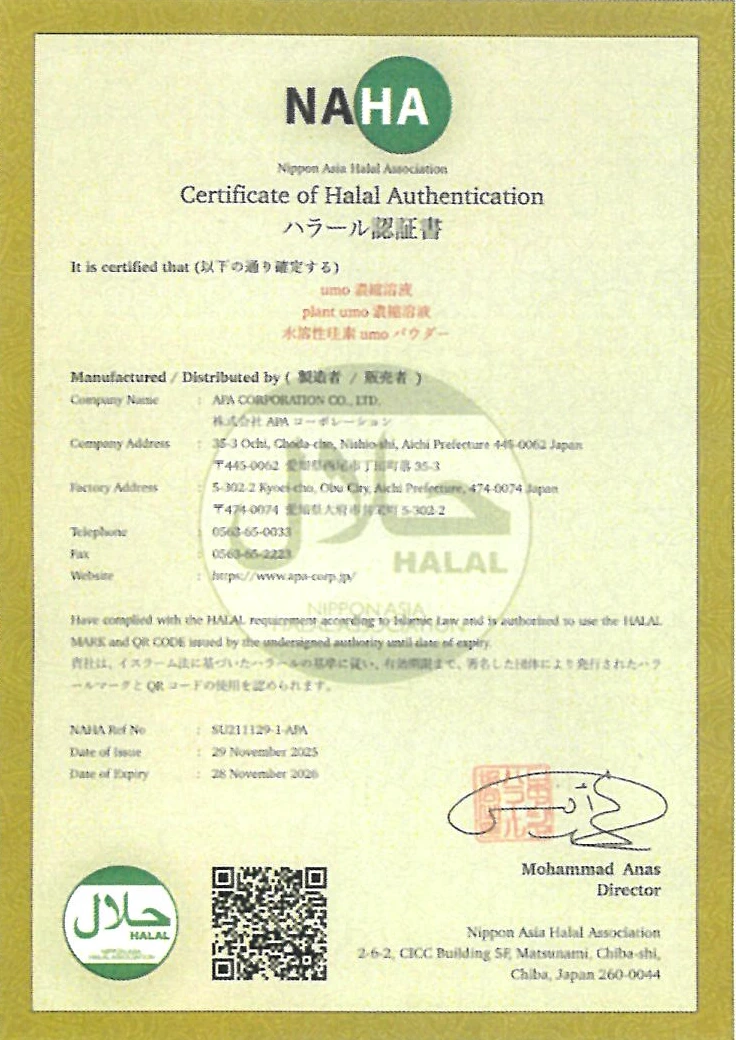 NAHA
Nippon Asia Halal Association
Certificate of Halal Authentication
ハラール認証書
It is certified that (以下の通り確定する)
umo 濃縮溶液
plant umo 濃縮溶液
水溶性珪素 umo パウダー
Manufactured / Distributed by ( 製造者 / 販売者 )
Company Name : APA CORPORATION CO., LTD.
株式会社 APA コーポレーション
Company Address : 35-3 Ochi, Choda-cho, Nishio-shi, Aichi Prefecture 445-0062 Japan
〒445-0062 愛知県西尾市丁田町落 35-3
Factory Address : 5-302-2 Kyoei-cho, Obu City, Aichi Prefecture, 474-0074 Japan
〒474-0074 愛知県大府市共栄町 5-302-2
Telephone : 0563-65-0033
Fax : 0563-65-2223
Website : https://www.apa-corp.jp/
حلال
HALAL
NIPPON ASIA
Have complied with the HALAL requirement according to Islamic Law and is authorized to use the HALAL
MARK and QR CODE issued by the undersigned authority until date of expiry.
貴社は、イスラーム法に基づいたハラールの基準に従い、有効期限まで、署名した団体により発行されたハラ
ールマークと QR コードの使用を認められます。
NAHA Ref No : SU211129-1-APA
Date of Issue : 29 November 2025
Date of Expiry : 28 November 2026
Mohammad Anas
Director
حلال
HALAL
NIPPON ASIA
HALAL ASSOCIATION
Nippon Asia Halal Association
2-6-2, CICC Building 5F, Matsunami, Chiba-shi,
Chiba, Japan 260-0044